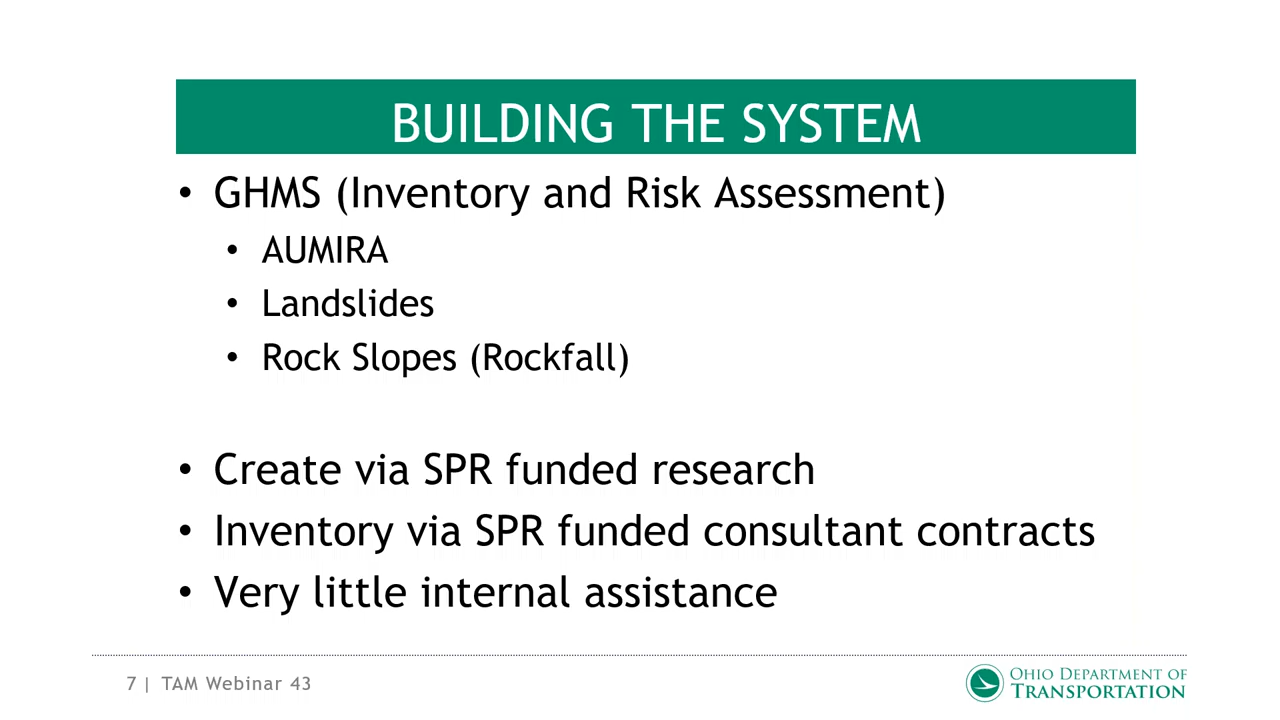 BUILDING THE SYSTEM
• GHMS (Inventory and Risk Assessment)
• AUMIRA
• Landslides
• Rock Slopes (Rockfall)
• Create via SPR funded research
• Inventory via SPR funded consultant contracts
• Very little internal assistance
7 | TAM Webinar 43
OHIO DEPARTMENT OF
TRANSPORTATION